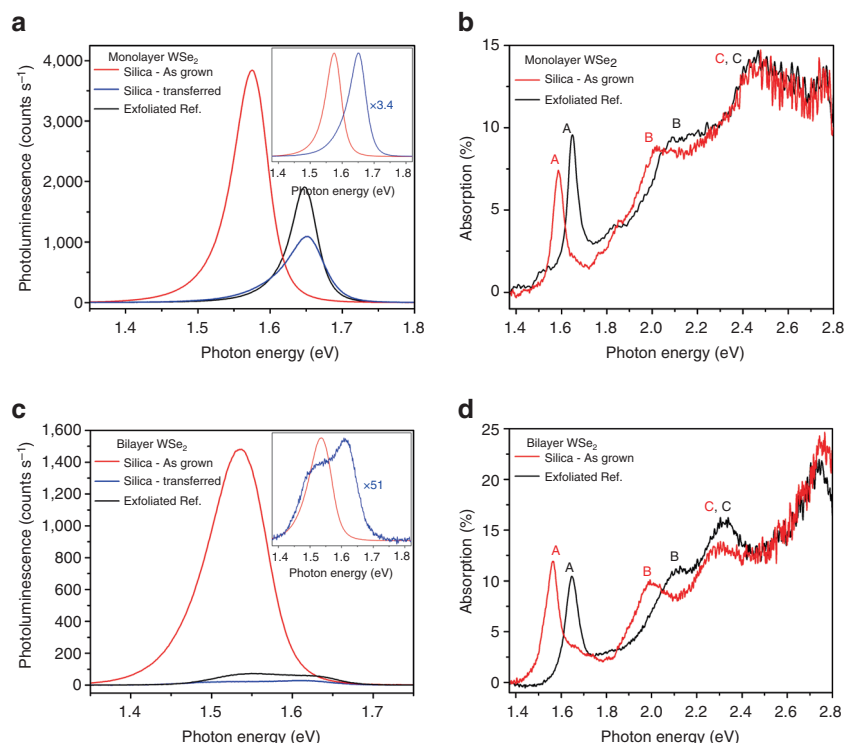 a
Monolayer WSe₂
Silica - As grown
Silica - transferred
Exfoliated Ref.
Photoluminescence (counts s⁻¹)
4,000
3,000
2,000
1,000
0
1.4 1.5 1.6 1.7 1.8
Photon energy (eV)
×3.4
1.4 1.5 1.6 1.7 1.8
Photon energy (eV)
b
Monolayer WSe2
Silica - As grown
Exfoliated Ref.
Absorption (%)
15
10
5
0
A
A
B
B
C, C
1.4 1.6 1.8 2.0 2.2 2.4 2.6 2.8
Photon energy (eV)
c
Bilayer WSe₂
Silica - As grown
Silica - transferred
Exfoliated Ref.
Photoluminescence (counts s⁻¹)
1,600
1,400
1,200
1,000
800
600
400
200
0
1.4 1.5 1.6 1.7
Photon energy (eV)
×51
1.4 1.5 1.6 1.7 1.8
Photon energy (eV)
d
Bilayer WSe₂
Silica - As grown
Exfoliated Ref.
Absorption (%)
25
20
15
10
5
0
A
A
B
B
C, C
1.4 1.6 1.8 2.0 2.2 2.4 2.6 2.8
Photon energy (eV)